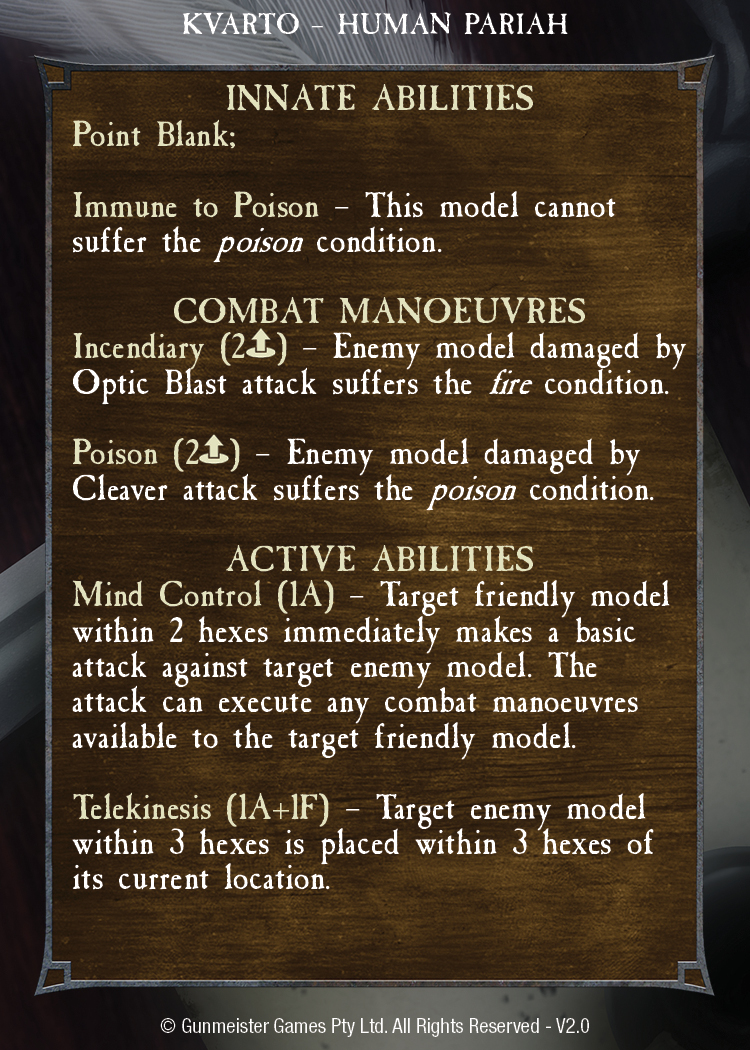 KVARTO – HUMAN PARIAH
INNATE ABILITIES
Point Blank;
Immune to Poison – This model cannot
suffer the poison condition.
COMBAT MANOEUVRES
Incendiary (2) – Enemy model damaged by
Optic Blast attack suffers the fire condition.
Poison (2) – Enemy model damaged by
Cleaver attack suffers the poison condition.
ACTIVE ABILITIES
Mind Control (1A) – Target friendly model
within 2 hexes immediately makes a basic
attack against target enemy model. The
attack can execute any combat manoeuvres
available to the target friendly model.
Telekinesis (1A+1F) – Target enemy model
within 3 hexes is placed within 3 hexes of
its current location.
© Gunmeister Games Pty Ltd. All Rights Reserved - V2.0